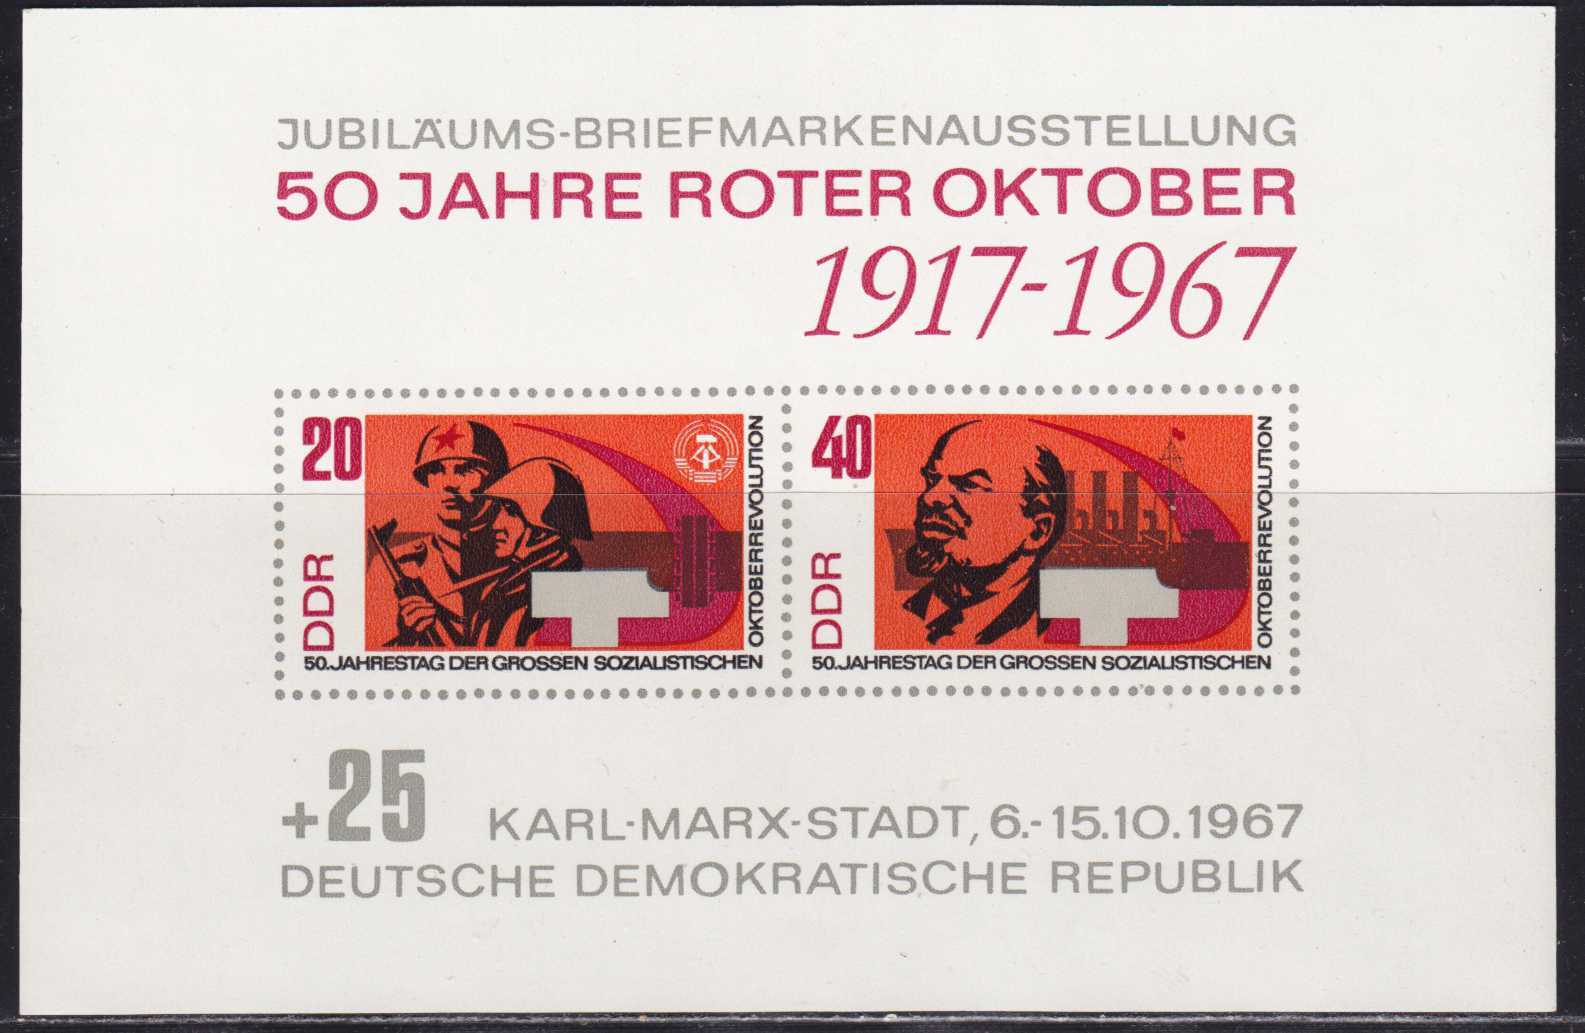 JUBILÄUMS-BRIEFMARKENAUSSTELLUNG
50 JAHRE ROTER OKTOBER
1917-1967
20
DDR
50. JAHRESTAG DER GROSSEN SOZIALISTISCHEN
OKTOBERREVOLUTION
40
DDR
50. JAHRESTAG DER GROSSEN SOZIALISTISCHEN
OKTOBERREVOLUTION
+25
KARL-MARX-STADT, 6.-15.10.1967
DEUTSCHE DEMOKRATISCHE REPUBLIK